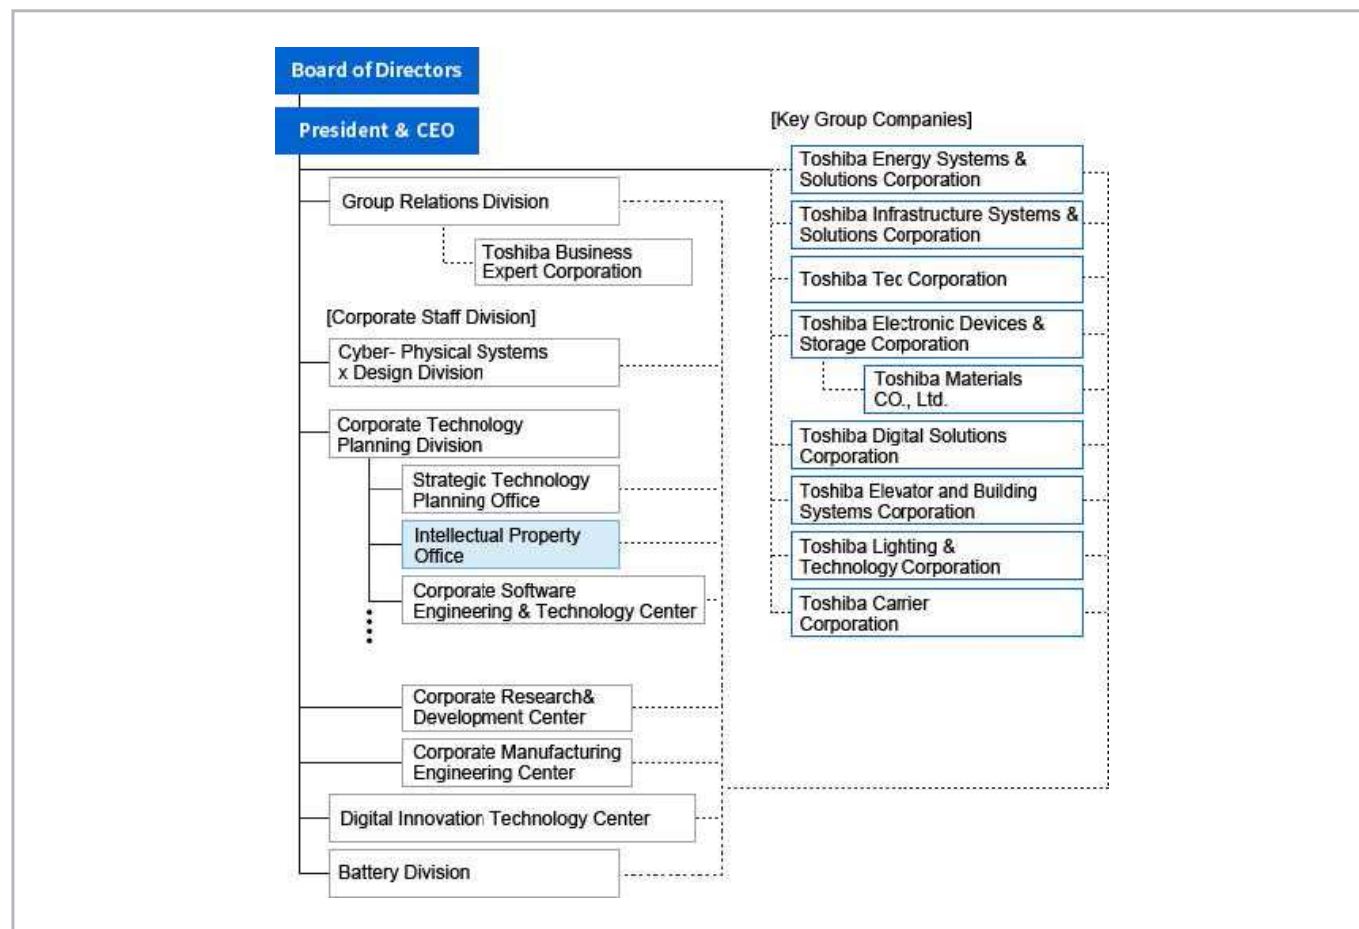 Board of Directors
President & CEO
Group Relations Division
Toshiba Business
Expert Corporation
[Corporate Staff Division]
Cyber- Physical Systems
x Design Division
Corporate Technology
Planning Division
Strategic Technology
Planning Office
Intellectual Property
Office
Corporate Software
Engineering & Technology Center
Corporate Research&
Development Center
Corporate Manufacturing
Engineering Center
Digital Innovation Technology Center
Battery Division
[Key Group Companies]
Toshiba Energy Systems &
Solutions Corporation
Toshiba Infrastructure Systems &
Solutions Corporation
Toshiba Tec Corporation
Toshiba Electronic Devices &
Storage Corporation
Toshiba Materials
CO., Ltd.
Toshiba Digital Solutions
Corporation
Toshiba Elevator and Building
Systems Corporation
Toshiba Lighting &
Technology Corporation
Toshiba Carrier
Corporation